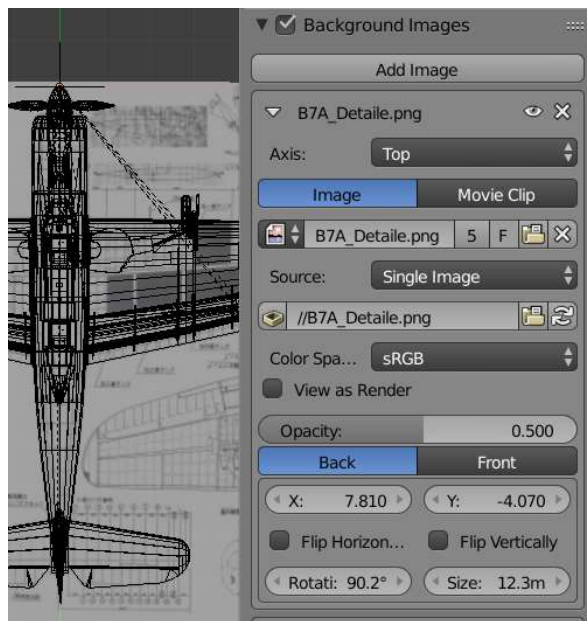 Background Images
Add Image
B7A_Detaile.png
Axis: Top
Image Movie Clip
B7A_Detaile.png 5 F
Source: Single Image
//B7A_Detaile.png
Color Spa... sRGB
View as Render
Opacity: 0.500
Back Front
X: 7.810 Y: -4.070
Flip Horizon... Flip Vertically
Rotati: 90.2° Size: 12.3m